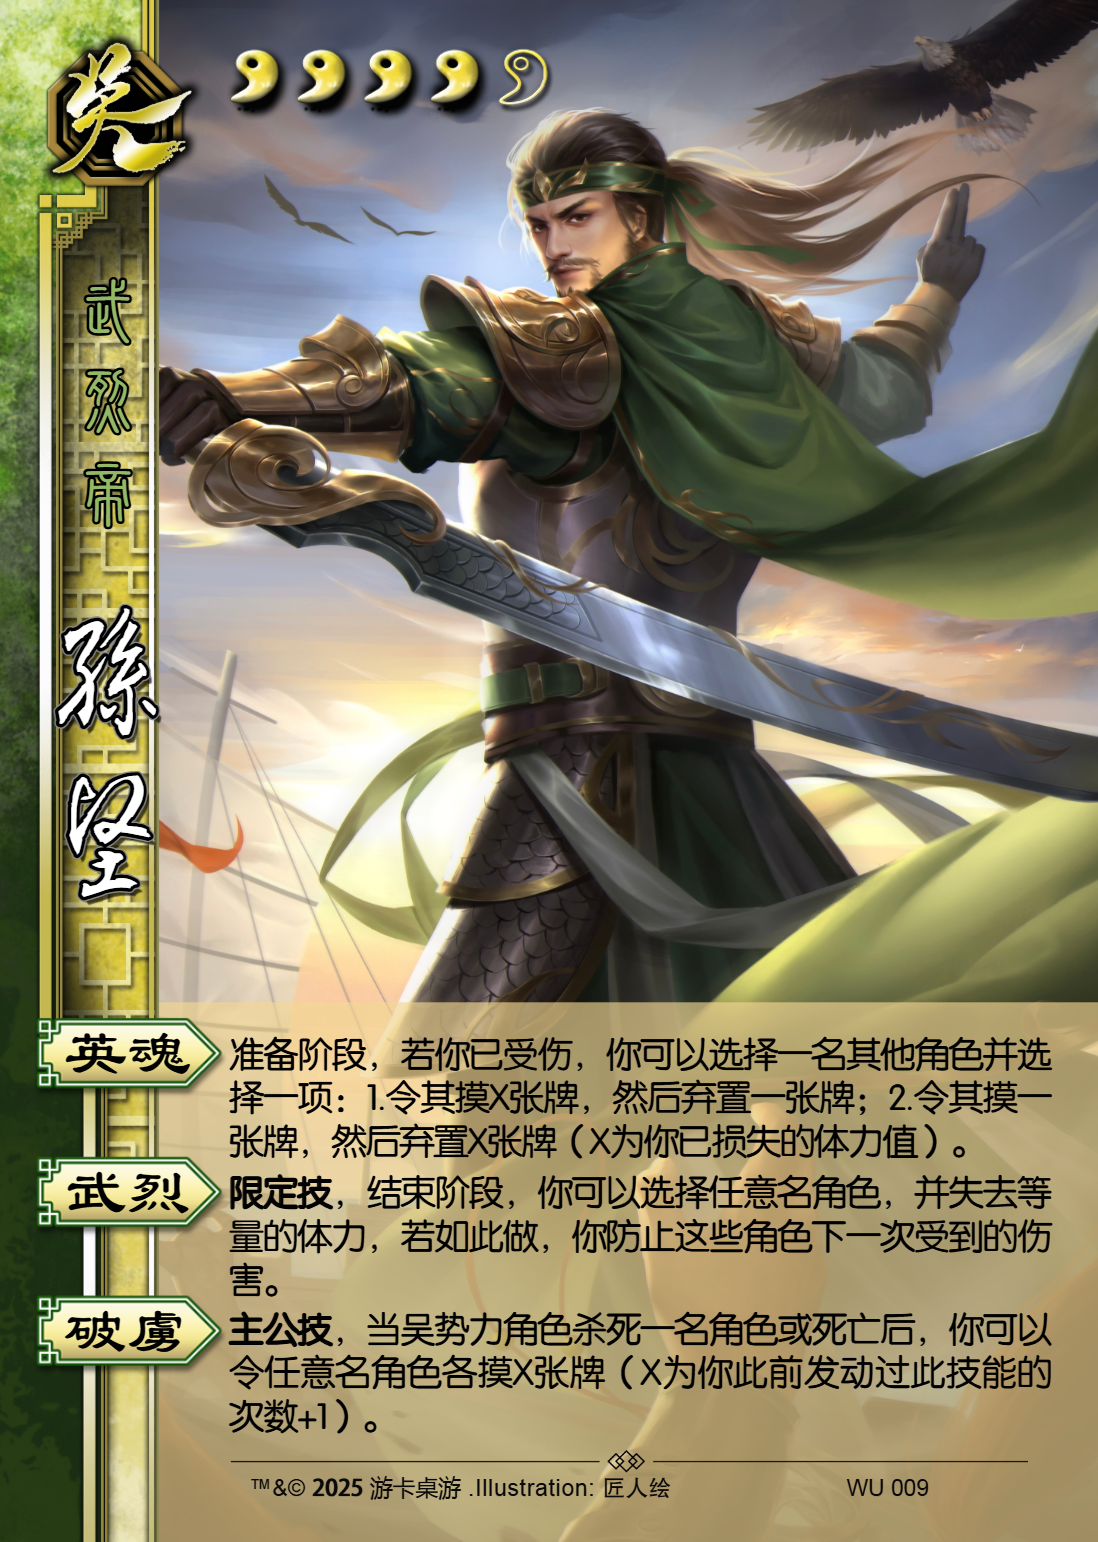 吴
武烈帝
孫堅
英魂
准备阶段，若你已受伤，你可以选择一名其他角色并选
择一项：1.令其摸X张牌，然后弃置一张牌；2.令其摸一
张牌，然后弃置X张牌（X为你已损失的体力值）。
武烈
限定技，结束阶段，你可以选择任意名角色，并失去等
量的体力，若如此做，你防止这些角色下一次受到的伤
害。
破虜
主公技，当吴势力角色杀死一名角色或死亡后，你可以
令任意名角色各摸X张牌（X为你此前发动过此技能的
次数+1）。
™&© 2025 游卡桌游 .Illustration: 匠人绘
WU 009